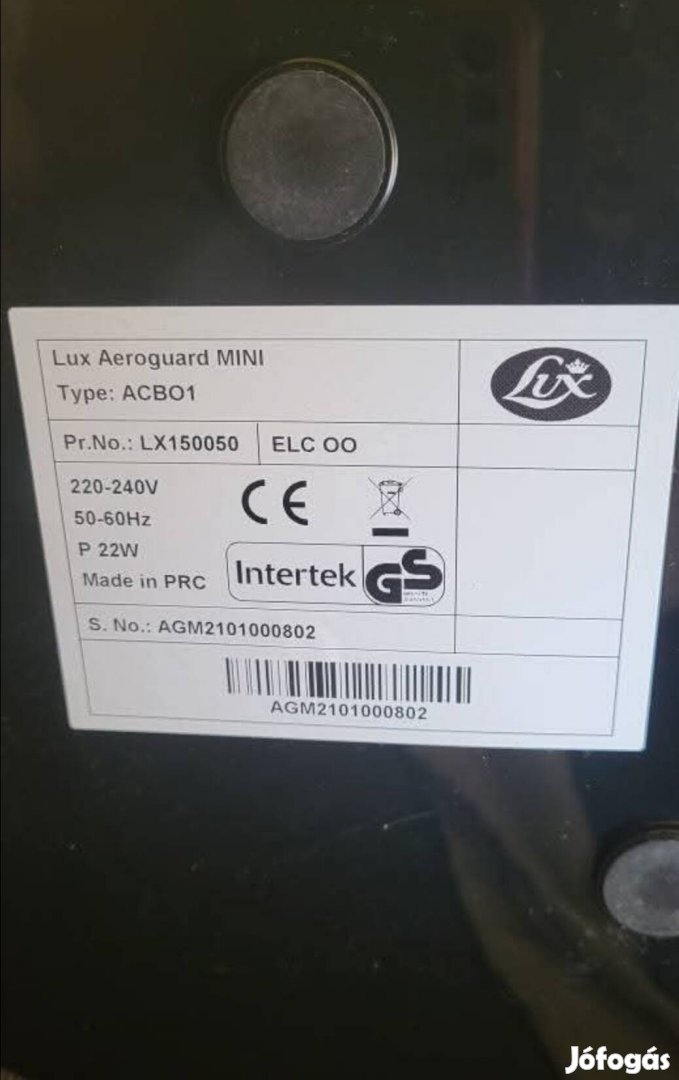 Lux Aeroguard MINI
Type: ACBO1
Lux
Pr.No.: LX150050
ELC OO
220-240V
50-60Hz
P 22W
Made in PRC
CE
Intertek
GS
S. No.: AGM2101000802
AGM2101000802
Jófogás